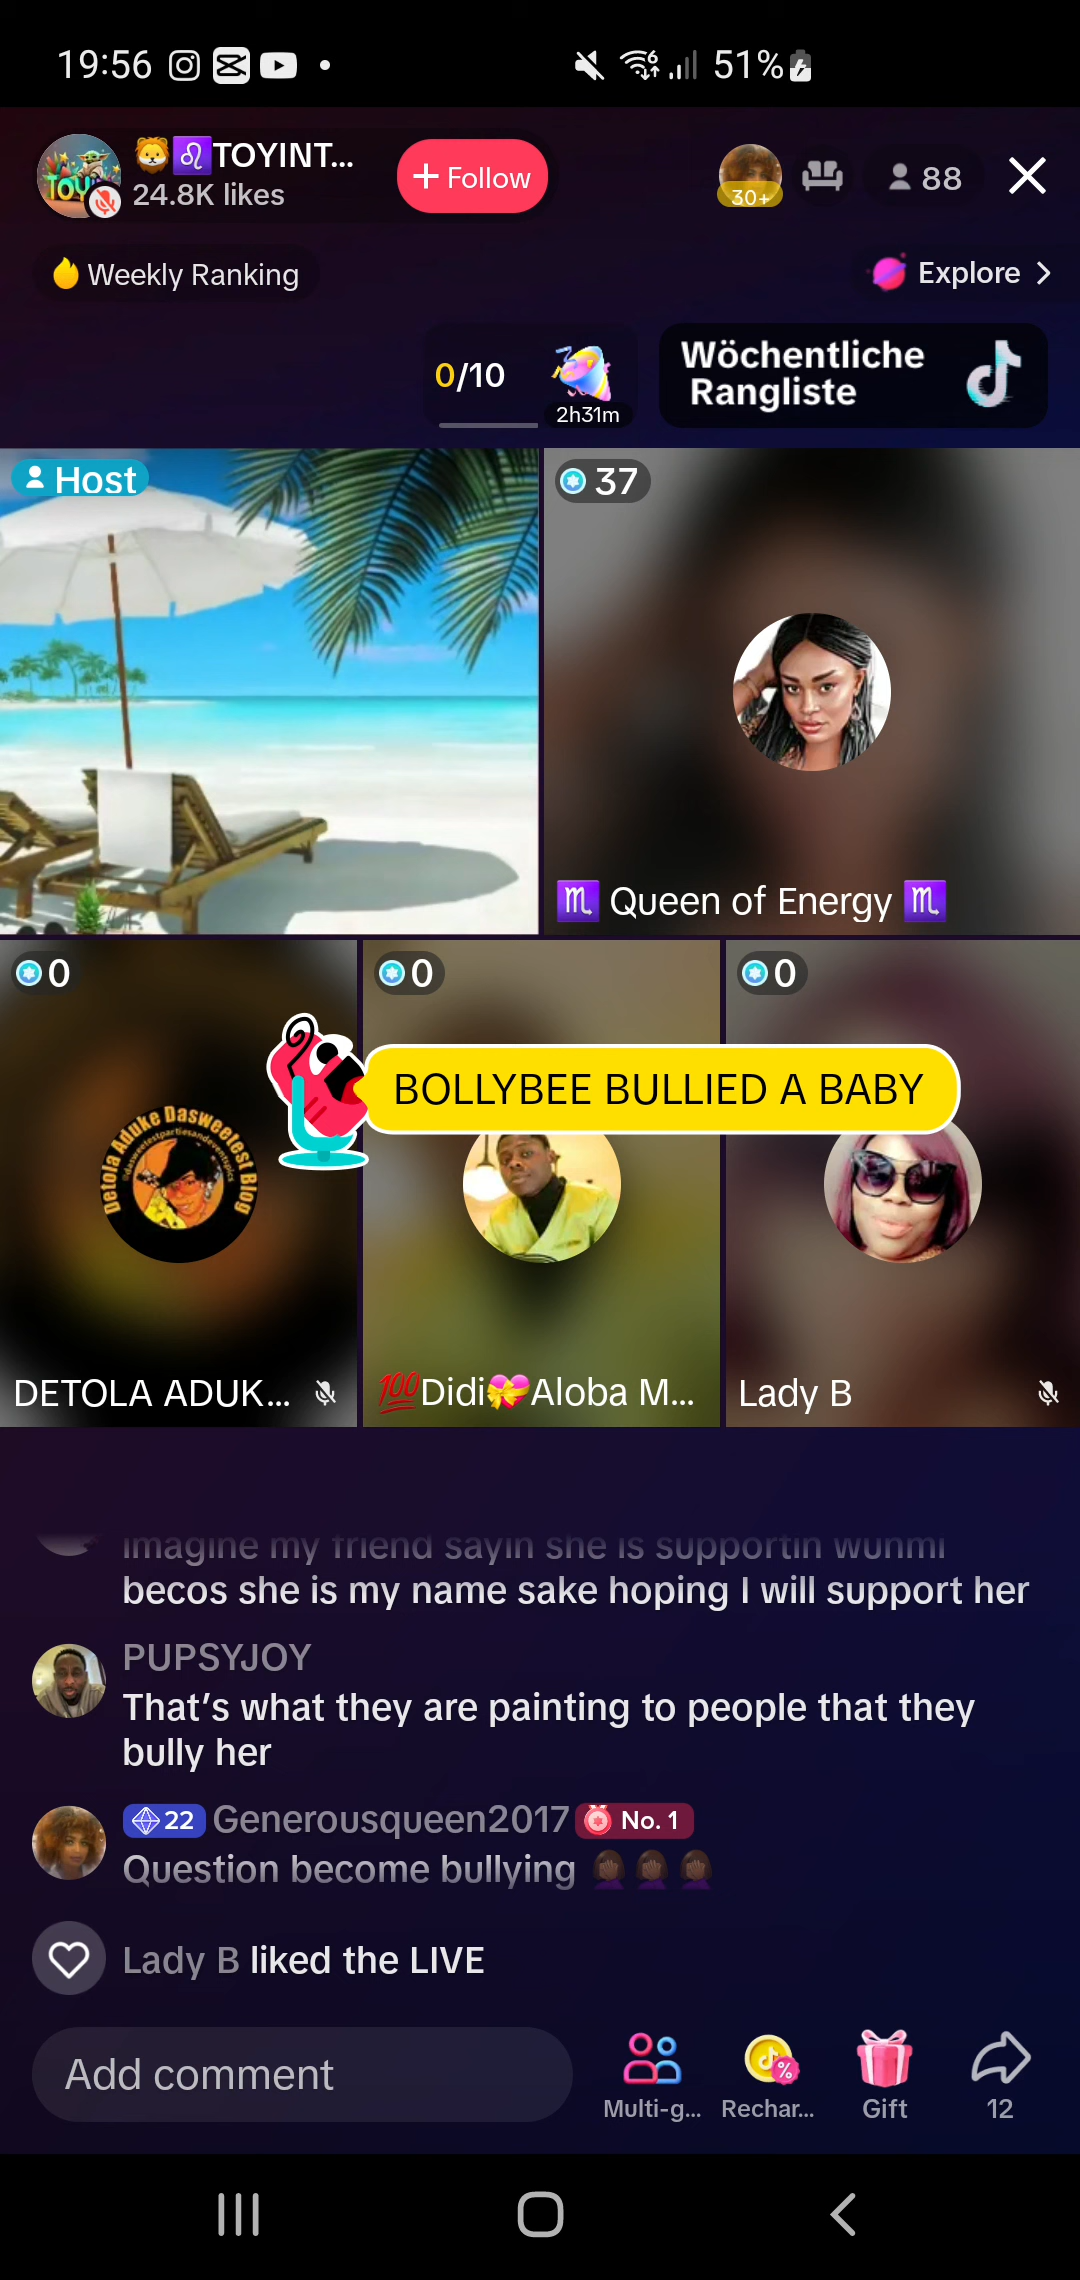 19:56 51%
🦁♌TOYINT...
24.8K likes
+ Follow
30+
88
Weekly Ranking
Explore
0/10
2h31m
Wöchentliche
Rangliste
Host
37
♏ Queen of Energy ♏
0
0
0
BOLLYBEE BULLIED A BABY
Detola Aduke Dasweetest Blog
DETOLA ADUK...
💯Didi💝Aloba M...
Lady B
imagine my friend sayin she is supportin wunmi
becos she is my name sake hoping I will support her
PUPSYJOY
That's what they are painting to people that they
bully her
22 Generousqueen2017 No. 1
Question become bullying 🤦🏿‍♀️🤦🏿‍♀️🤦🏿‍♀️
Lady B liked the LIVE
Add comment
Multi-g...
Rechar...
Gift
12